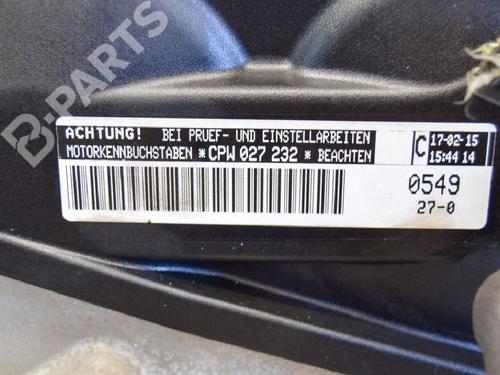 B-PARTS
ACHTUNG! BEI PRUEF- UND EINSTELLARBEITEN
MOTORKENNBUCHSTABEN *CPW 027 232 * BEACHTEN
C
17-02-15
15:44 14
0549
27-0